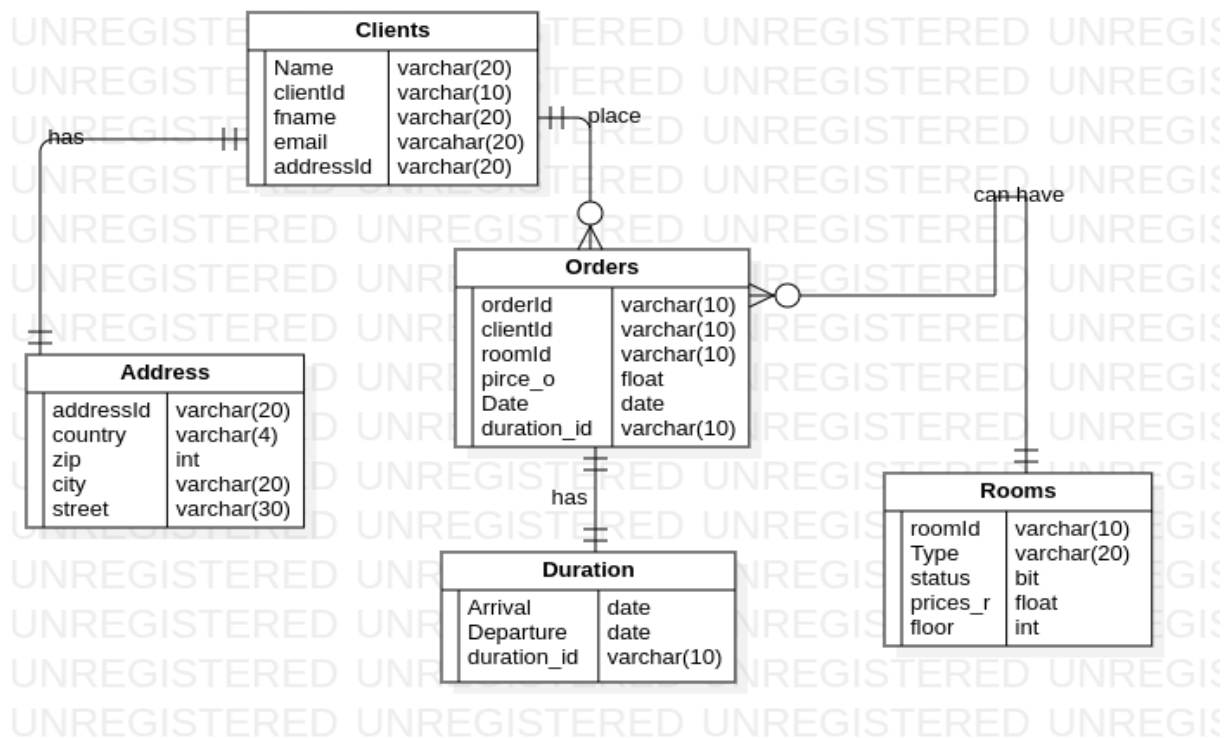 Clients
Name varchar(20)
clientId varchar(10)
fname varchar(20)
email varcahar(20)
addressId varchar(20)
has
place
can have
Orders
orderId varchar(10)
clientId varchar(10)
roomId varchar(10)
pirce_o float
Date date
duration_id varchar(10)
Address
addressId varchar(20)
country varchar(4)
zip int
city varchar(20)
street varchar(30)
has
Duration
Arrival date
Departure date
duration_id varchar(10)
Rooms
roomId varchar(10)
Type varchar(20)
status bit
prices_r float
floor int
UNREGISTERED